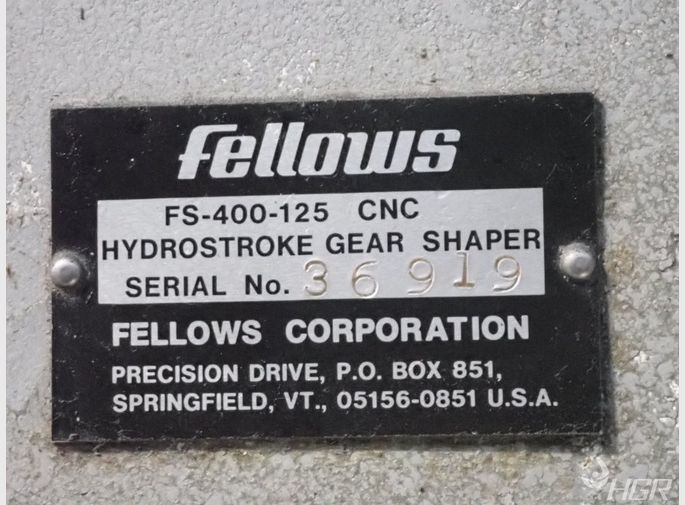 fellows
FS-400-125 CNC
HYDROSTROKE GEAR SHAPER
SERIAL No. 36919
FELLOWS CORPORATION
PRECISION DRIVE, P.O. BOX 851,
SPRINGFIELD, VT., 05156-0851 U.S.A.
HGR